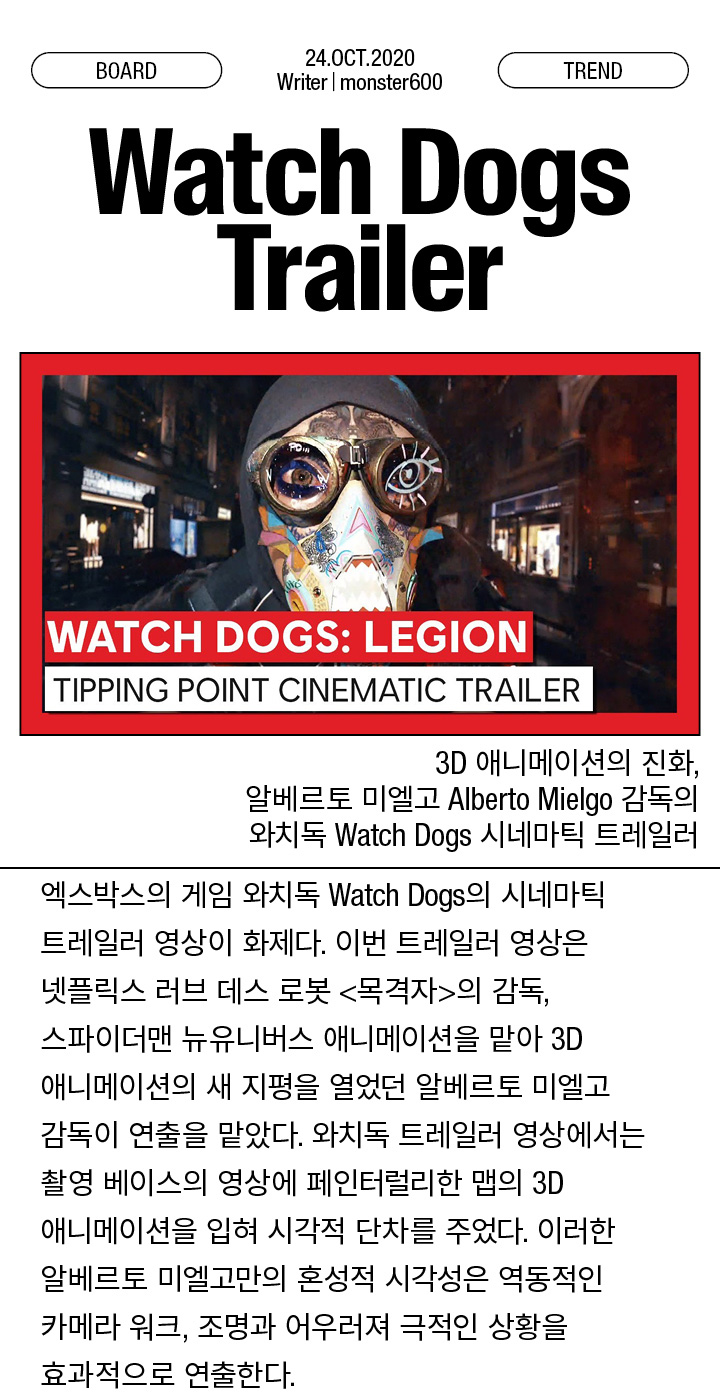 BOARD
24.OCT.2020
Writer | monster600
TREND
Watch Dogs
Trailer
WATCH DOGS: LEGION
TIPPING POINT CINEMATIC TRAILER
3D 애니메이션의 진화,
알베르토 미엘고 Alberto Mielgo 감독의
와치독 Watch Dogs 시네마틱 트레일러
엑스박스의 게임 와치독 Watch Dogs의 시네마틱
트레일러 영상이 화제다. 이번 트레일러 영상은
넷플릭스 러브 데스 로봇 <목격자>의 감독,
스파이더맨 뉴유니버스 애니메이션을 맡아 3D
애니메이션의 새 지평을 열었던 알베르토 미엘고
감독이 연출을 맡았다. 와치독 트레일러 영상에서는
촬영 베이스의 영상에 페인터럴리한 맵의 3D
애니메이션을 입혀 시각적 단차를 주었다. 이러한
알베르토 미엘고만의 혼성적 시각성은 역동적인
카메라 워크, 조명과 어우러져 극적인 상황을
효과적으로 연출한다.